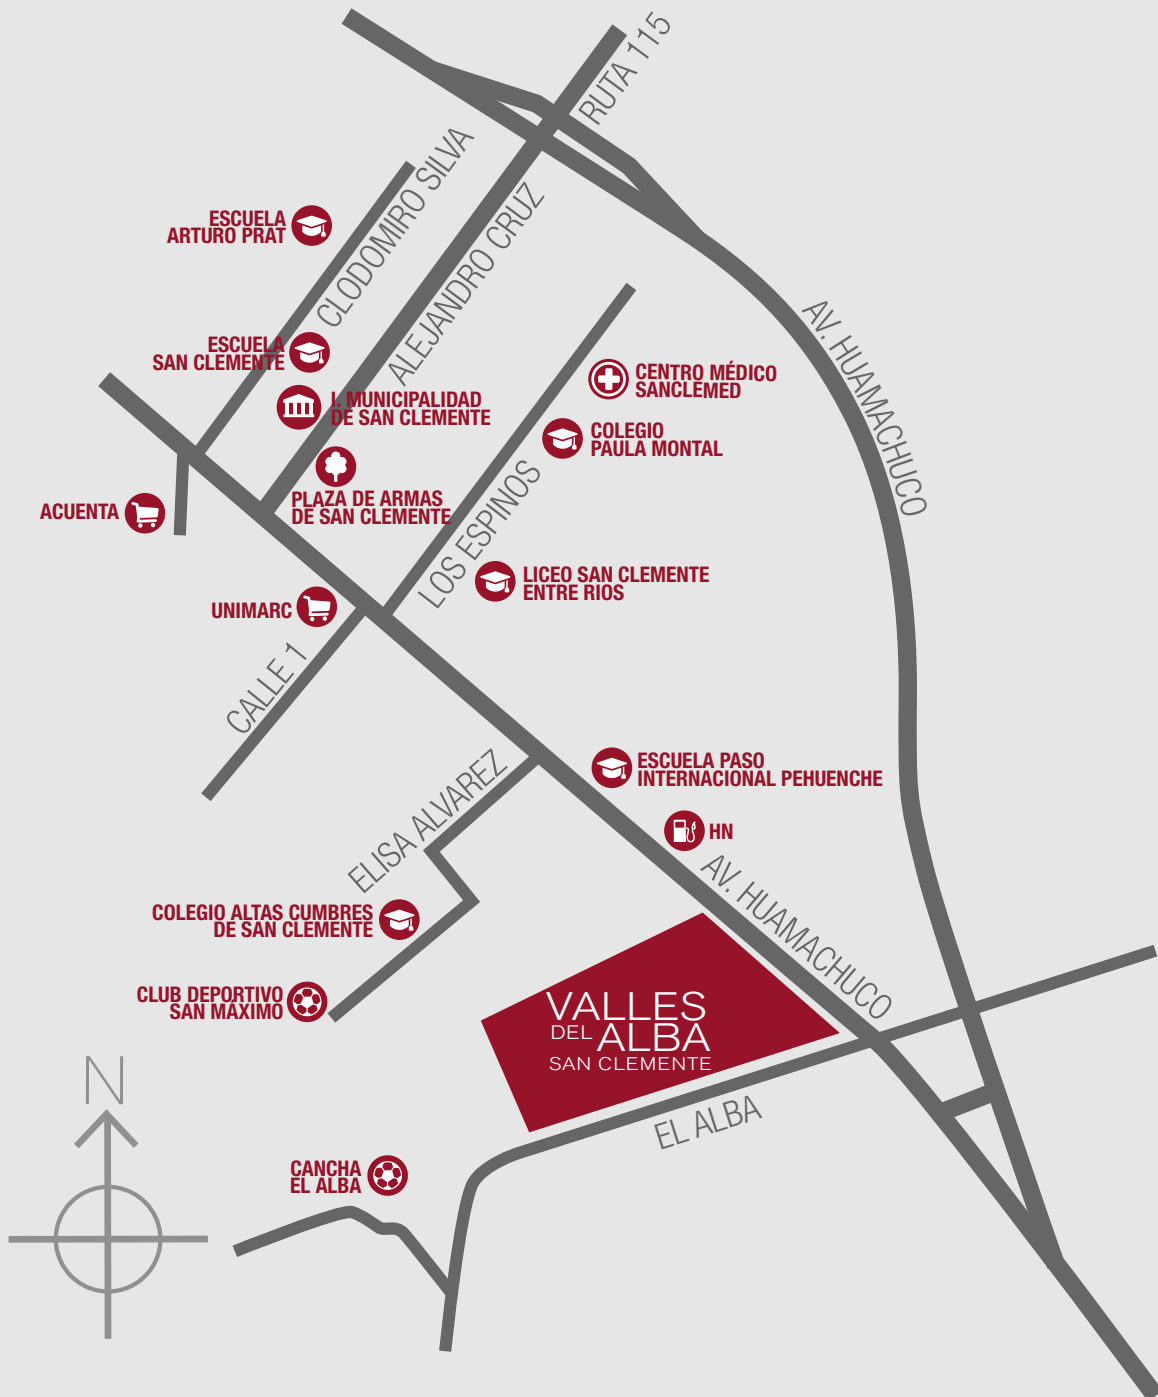 RUTA 115
CLODOMIRO SILVA
ALEJANDRO CRUZ
ESCUELA
ARTURO PRAT
ESCUELA
SAN CLEMENTE
I. MUNICIPALIDAD
DE SAN CLEMENTE
CENTRO MÉDICO
SANCLEMED
AV. HUAMACHUCO
COLEGIO
PAULA MONTAL
PLAZA DE ARMAS
DE SAN CLEMENTE
ACUENTA
LOS ESPINOS
LICEO SAN CLEMENTE
ENTRE RIOS
UNIMARC
CALLE 1
ESCUELA PASO
INTERNACIONAL PEHUENCHE
HN
ELISA ALVAREZ
AV. HUAMACHUCO
COLEGIO ALTAS CUMBRES
DE SAN CLEMENTE
CLUB DEPORTIVO
SAN MÁXIMO
VALLES
DEL ALBA
SAN CLEMENTE
N
EL ALBA
CANCHA
EL ALBA